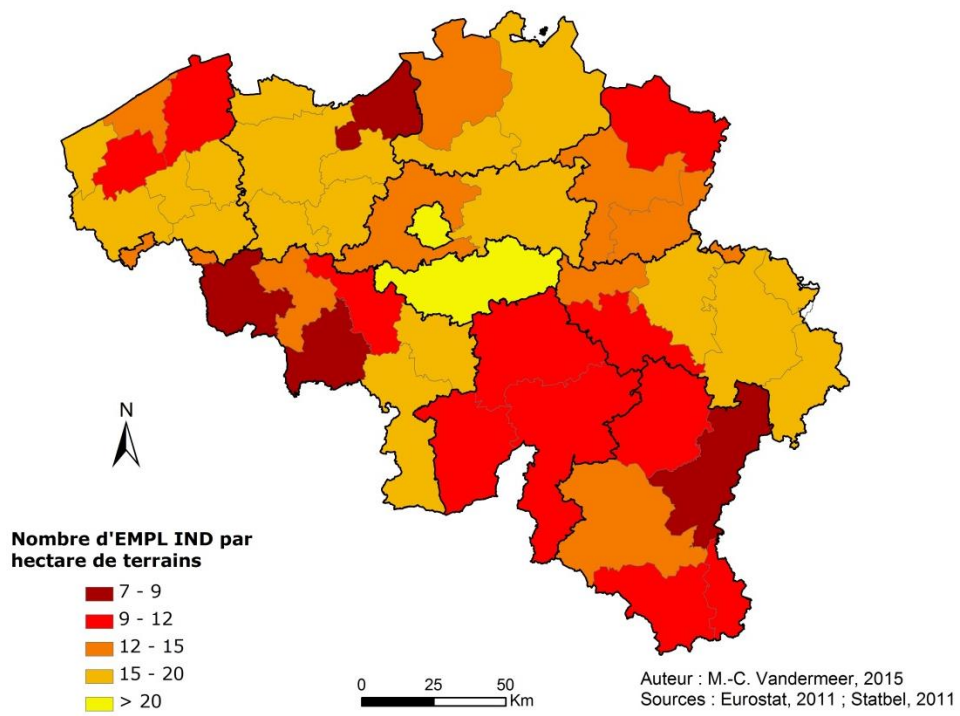 N
Nombre d'EMPL IND par
hectare de terrains
7 - 9
9 - 12
12 - 15
15 - 20
> 20
0 25 50
Km
Auteur : M.-C. Vandermeer, 2015
Sources : Eurostat, 2011 ; Statbel, 2011